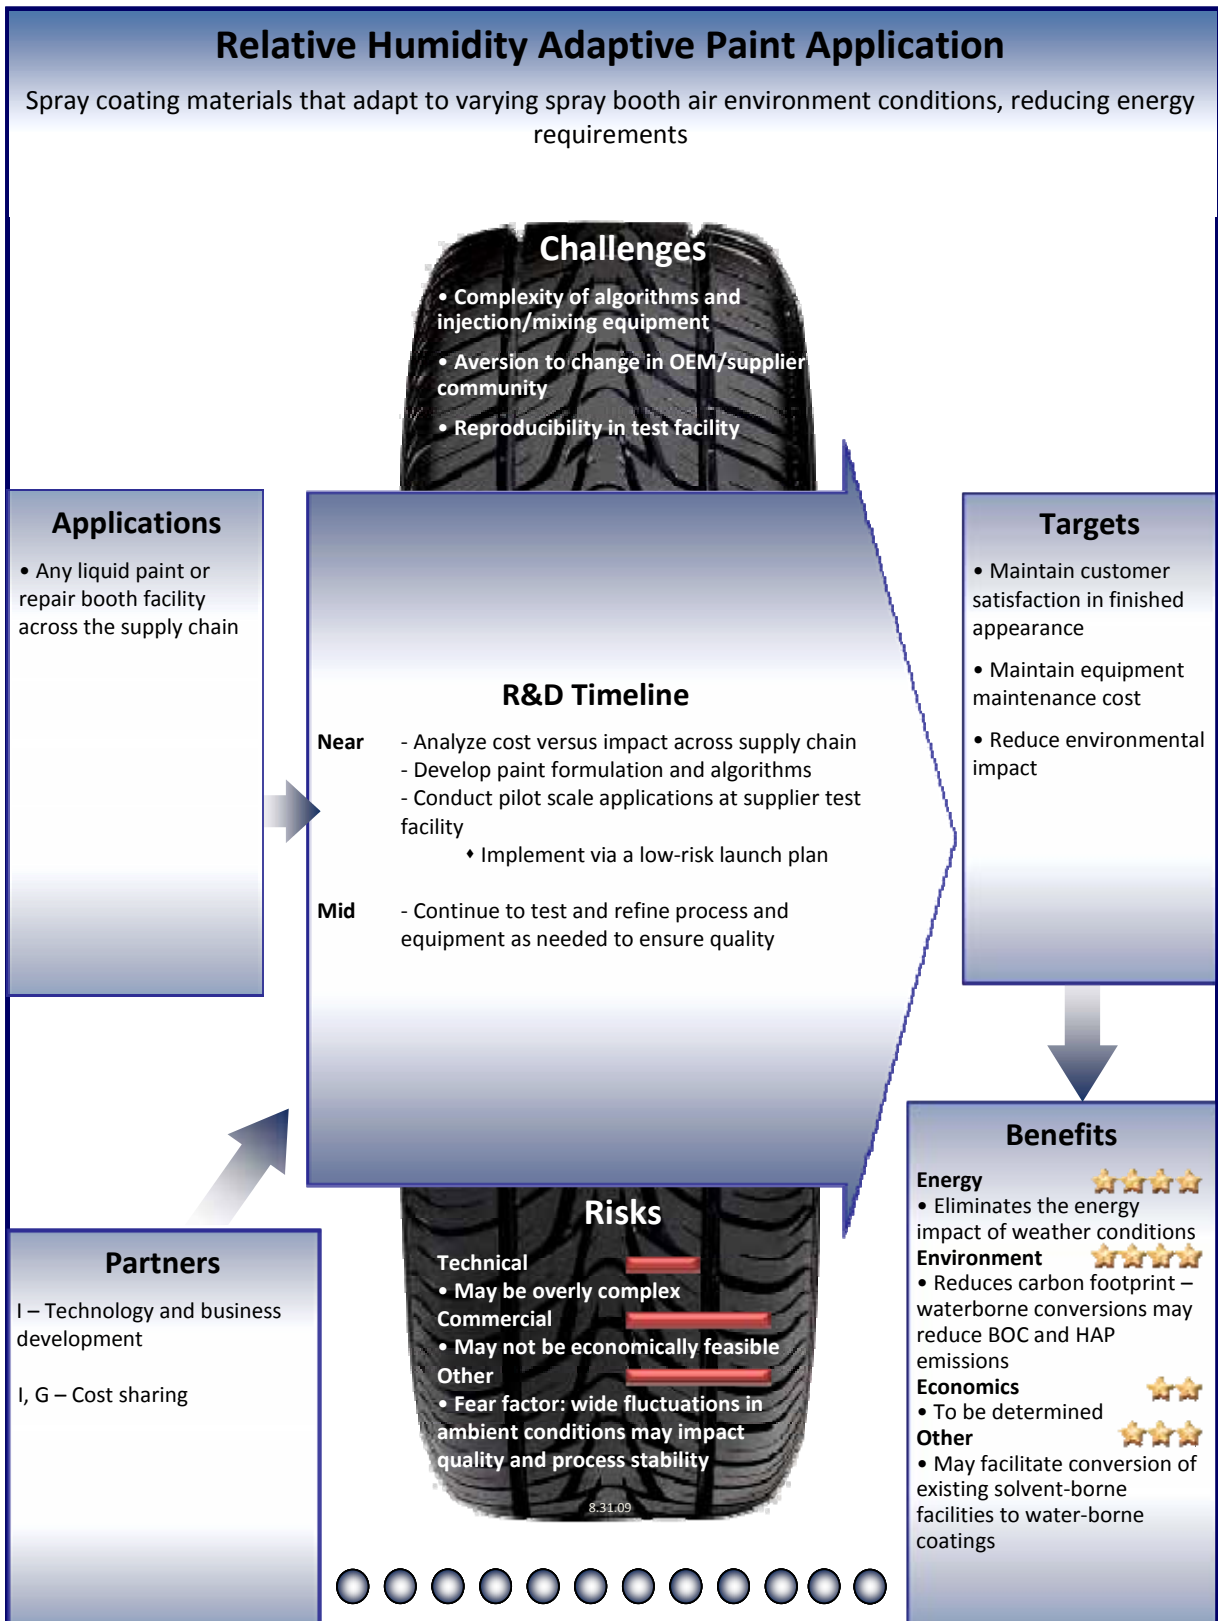 Relative Humidity Adaptive Paint Application
Spray coating materials that adapt to varying spray booth air environment conditions, reducing energy
requirements
Challenges
• Complexity of algorithms and
injection/mixing equipment
• Aversion to change in OEM/supplier
community
• Reproducibility in test facility
Applications
• Any liquid paint or
repair booth facility
across the supply chain
R&D Timeline
Near - Analyze cost versus impact across supply chain
- Develop paint formulation and algorithms
- Conduct pilot scale applications at supplier test
facility
♦ Implement via a low-risk launch plan
Mid - Continue to test and refine process and
equipment as needed to ensure quality
Targets
• Maintain customer
satisfaction in finished
appearance
• Maintain equipment
maintenance cost
• Reduce environmental
impact
Partners
I – Technology and business
development
I, G – Cost sharing
Risks
Technical
• May be overly complex
Commercial
• May not be economically feasible
Other
• Fear factor: wide fluctuations in
ambient conditions may impact
quality and process stability
8.31.09
Benefits
Energy
• Eliminates the energy
impact of weather conditions
Environment
• Reduces carbon footprint –
waterborne conversions may
reduce BOC and HAP
emissions
Economics
• To be determined
Other
• May facilitate conversion of
existing solvent-borne
facilities to water-borne
coatings